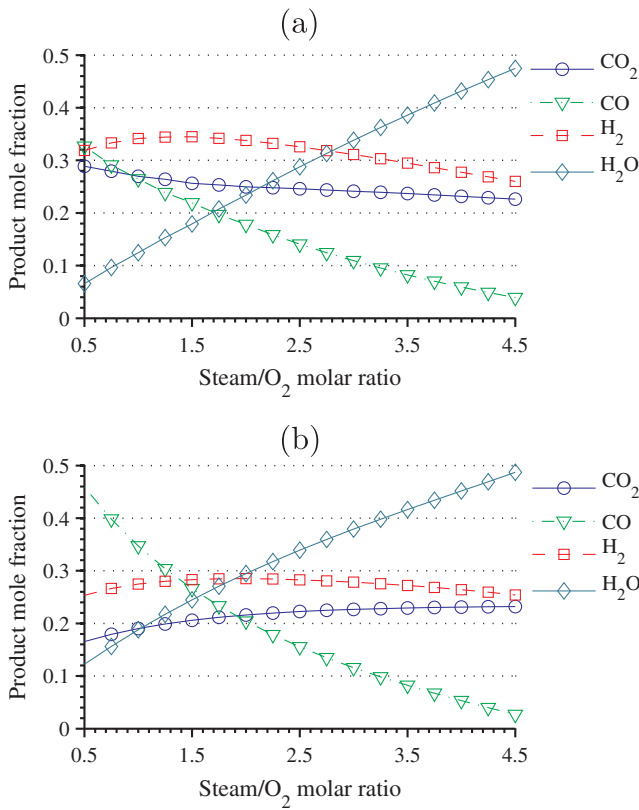 (a)
0.5
0.4
0.3
0.2
0.1
0
Product mole fraction
0.5 1.5 2.5 3.5 4.5
Steam/O₂ molar ratio
CO₂
CO
H₂
H₂O
(b)
0.5
0.4
0.3
0.2
0.1
0
Product mole fraction
0.5 1.5 2.5 3.5 4.5
Steam/O₂ molar ratio
CO₂
CO
H₂
H₂O